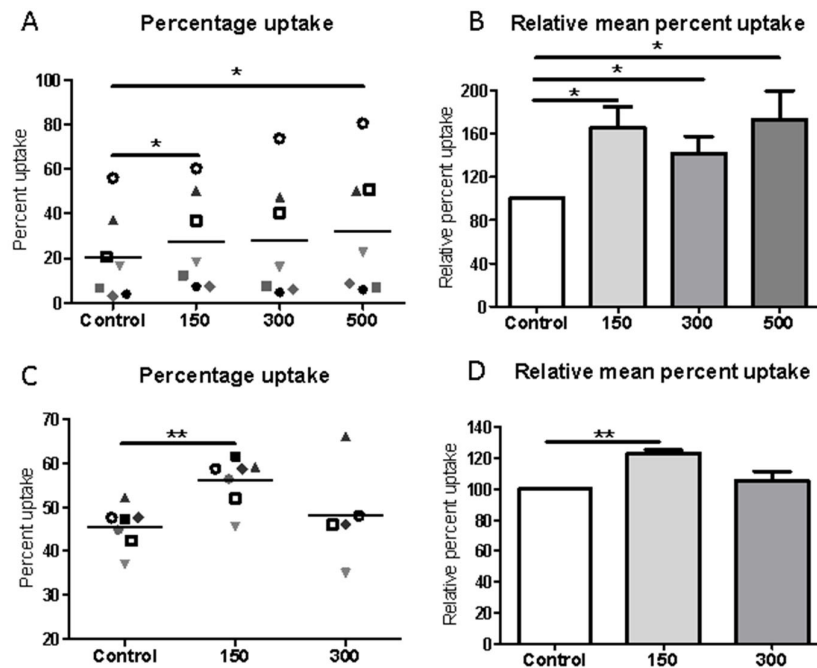 A
Percentage uptake
*
*
Percent uptake
100
80
60
40
20
0
Control 150 300 500
B
Relative mean percent uptake
*
*
*
Relative percent uptake
200
160
120
80
40
0
Control 150 300 500
C
Percentage uptake
**
Percent uptake
70
60
50
40
30
20
Control 150 300
D
Relative mean percent uptake
**
Relative percent uptake
140
120
100
80
60
40
20
0
Control 150 300